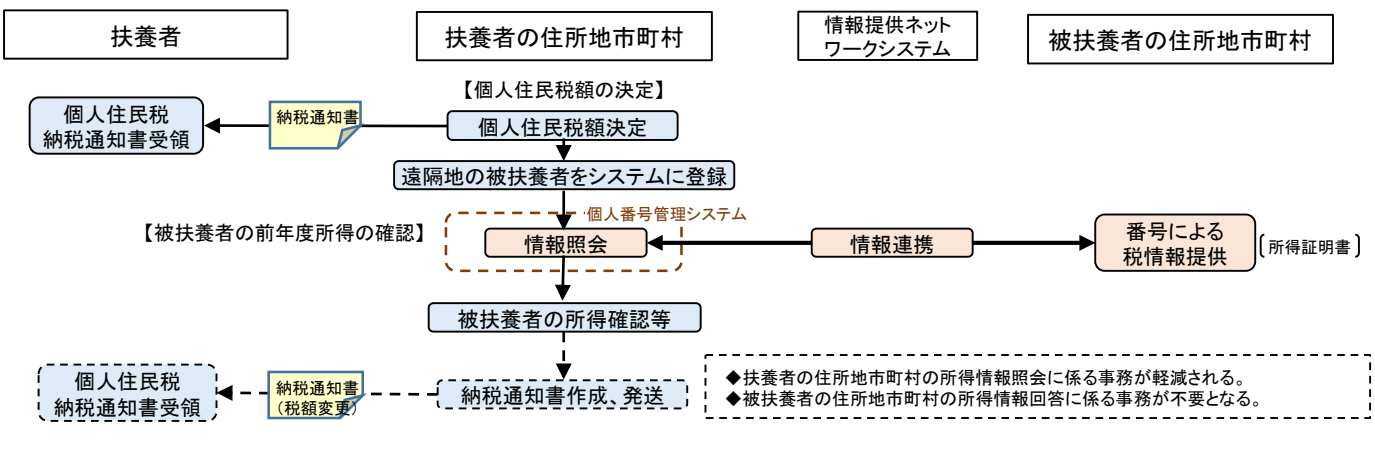 扶養者
扶養者の住所地市町村
情報提供ネット
ワークシステム
被扶養者の住所地市町村
【個人住民税額の決定】
個人住民税
納税通知書受領
納税通知書
個人住民税額決定
遠隔地の被扶養者をシステムに登録
個人番号管理システム
【被扶養者の前年度所得の確認】
情報照会
情報連携
番号による
税情報提供
〔所得証明書〕
被扶養者の所得確認等
個人住民税
納税通知書受領
納税通知書
（税額変更）
納税通知書作成、発送
◆扶養者の住所地市町村の所得情報照会に係る事務が軽減される。
◆被扶養者の住所地市町村の所得情報回答に係る事務が不要となる。